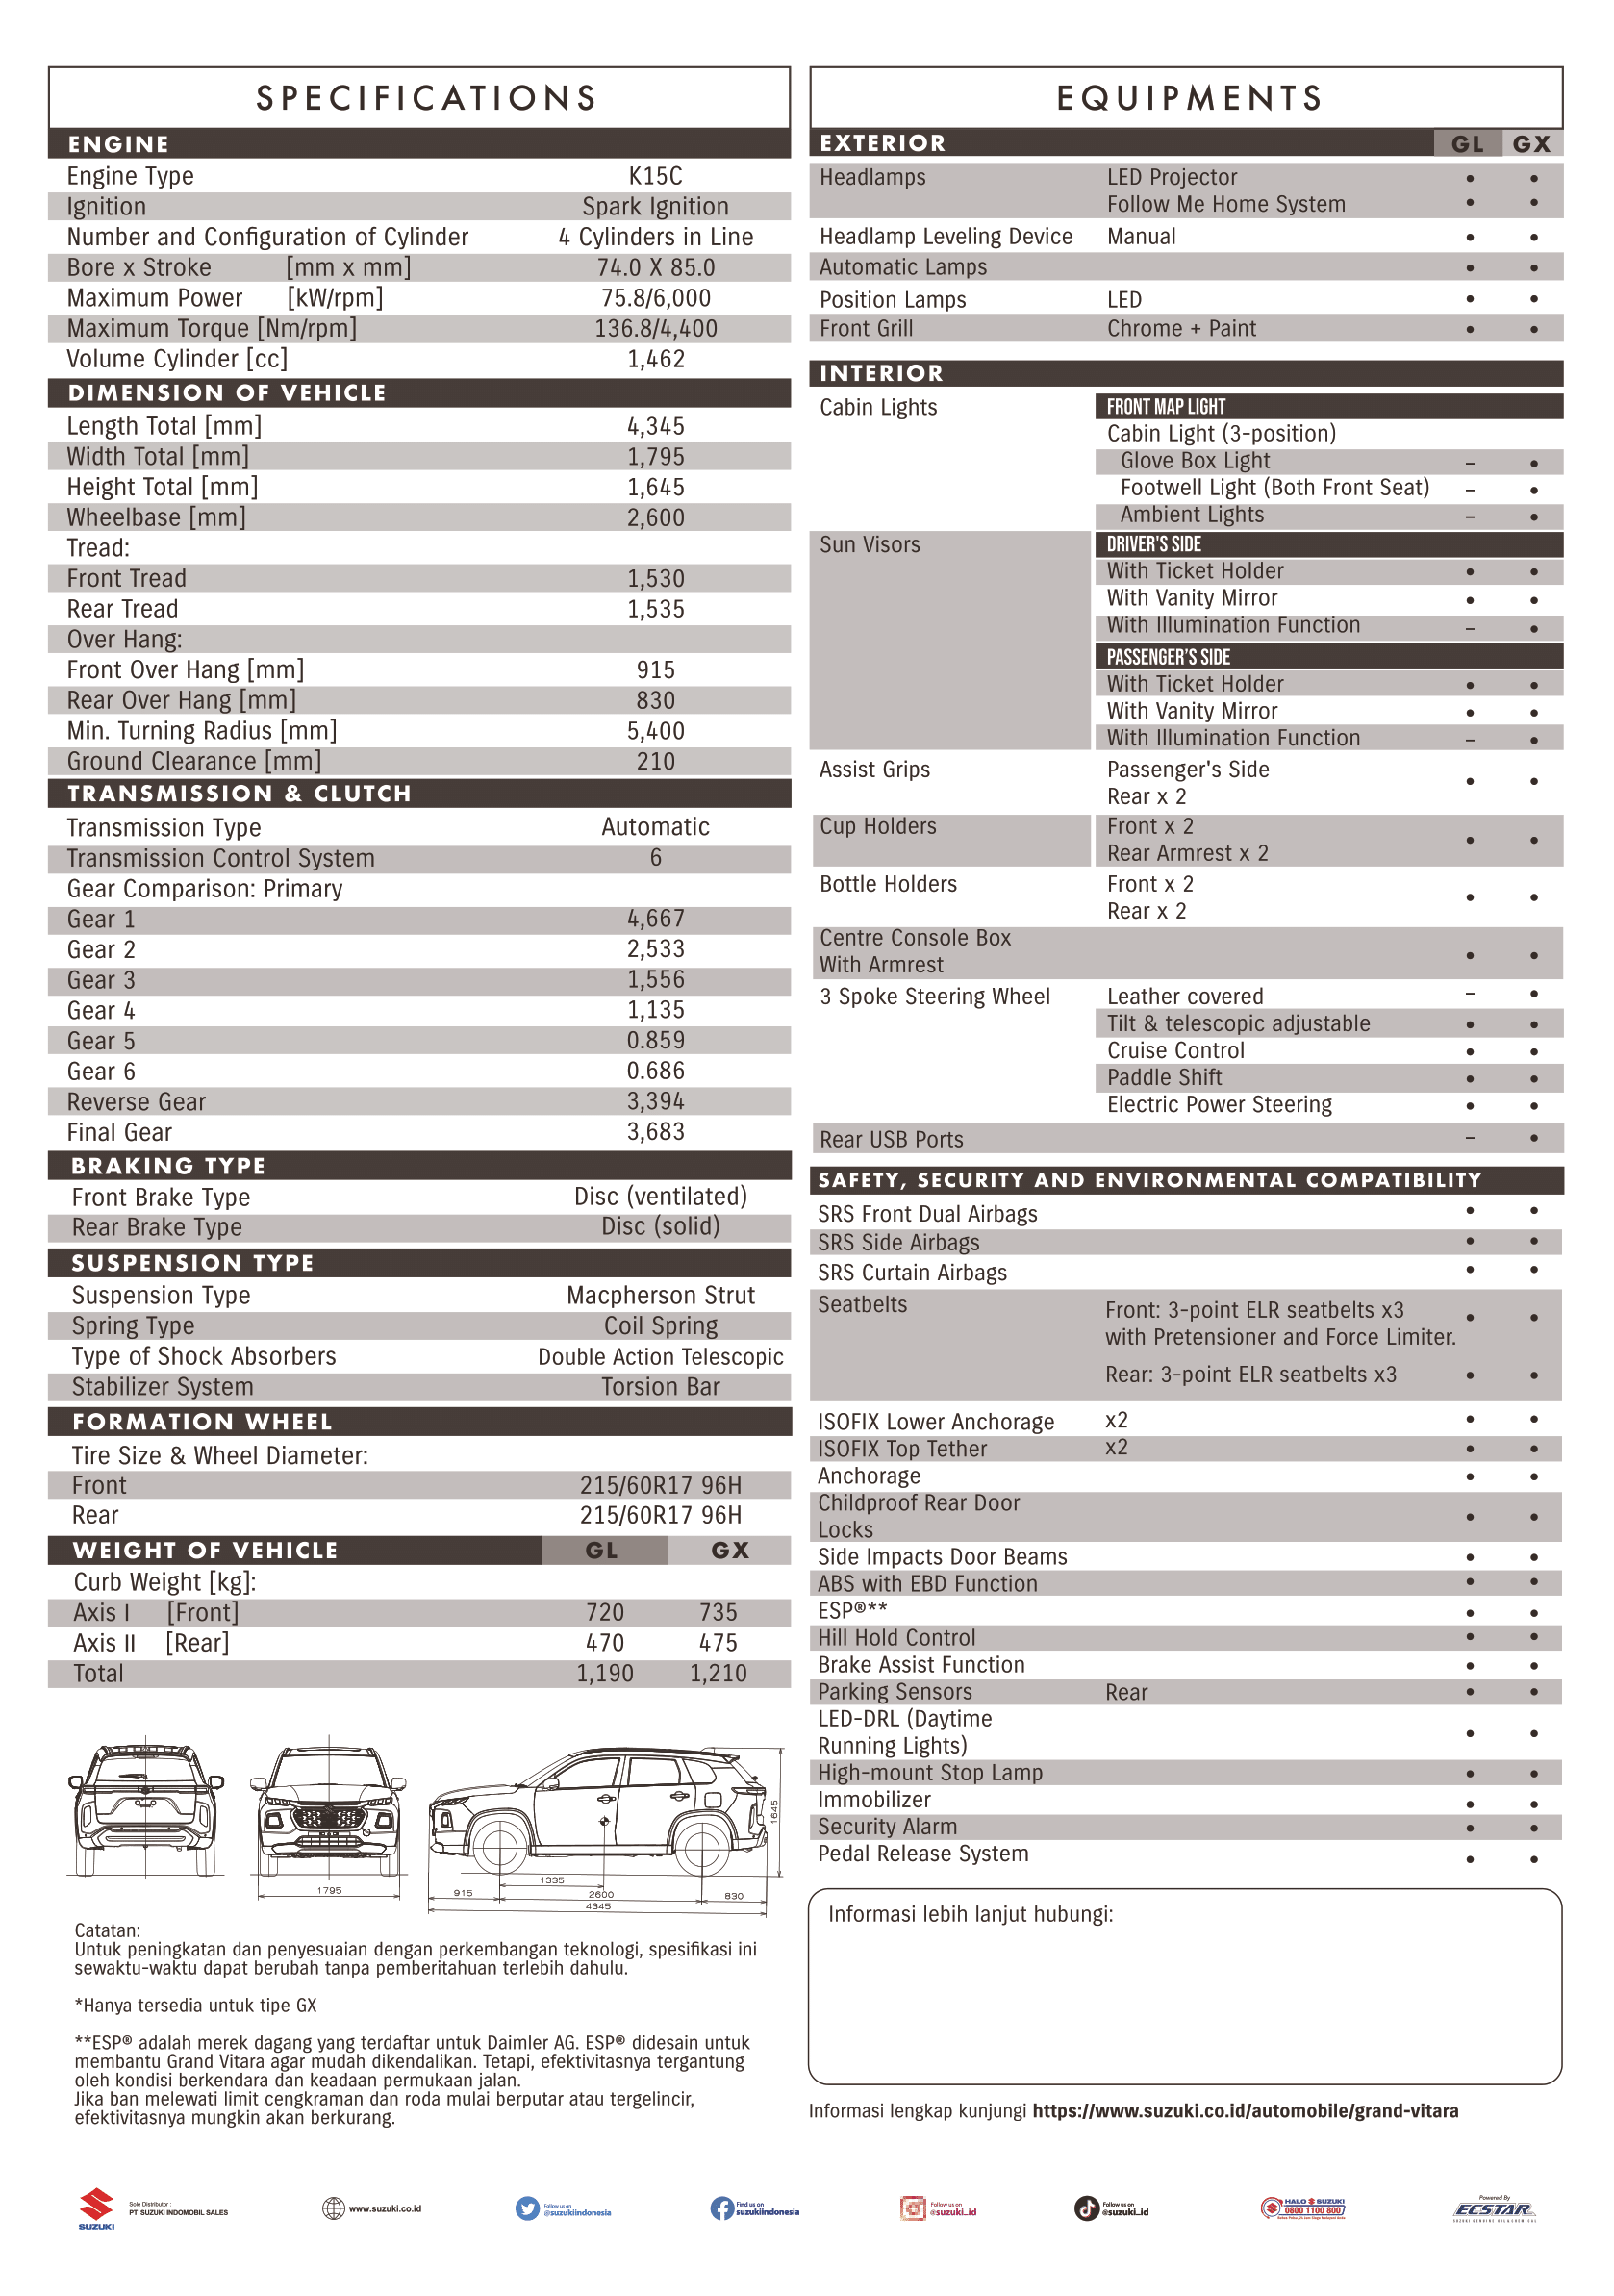 SPECIFICATIONS
ENGINE
Engine Type K15C
Ignition Spark Ignition
Number and Configuration of Cylinder 4 Cylinders in Line
Bore x Stroke [mm x mm] 74.0 X 85.0
Maximum Power [kW/rpm] 75.8/6,000
Maximum Torque [Nm/rpm] 136.8/4,400
Volume Cylinder [cc] 1,462
DIMENSION OF VEHICLE
Length Total [mm] 4,345
Width Total [mm] 1,795
Height Total [mm] 1,645
Wheelbase [mm] 2,600
Tread:
Front Tread 1,530
Rear Tread 1,535
Over Hang:
Front Over Hang [mm] 915
Rear Over Hang [mm] 830
Min. Turning Radius [mm] 5,400
Ground Clearance [mm] 210
TRANSMISSION & CLUTCH
Transmission Type Automatic
Transmission Control System 6
Gear Comparison: Primary
Gear 1 4,667
Gear 2 2,533
Gear 3 1,556
Gear 4 1,135
Gear 5 0.859
Gear 6 0.686
Reverse Gear 3,394
Final Gear 3,683
BRAKING TYPE
Front Brake Type Disc (ventilated)
Rear Brake Type Disc (solid)
SUSPENSION TYPE
Suspension Type Macpherson Strut
Spring Type Coil Spring
Type of Shock Absorbers Double Action Telescopic
Stabilizer System Torsion Bar
FORMATION WHEEL
Tire Size & Wheel Diameter:
Front 215/60R17 96H
Rear 215/60R17 96H
WEIGHT OF VEHICLE GL GX
Curb Weight [kg]:
Axis I [Front] 720 735
Axis II [Rear] 470 475
Total 1,190 1,210
1795
1645
1335
915 2600 830
4345
Catatan:
Untuk peningkatan dan penyesuaian dengan perkembangan teknologi, spesifikasi ini
sewaktu-waktu dapat berubah tanpa pemberitahuan terlebih dahulu.
*Hanya tersedia untuk tipe GX
**ESP® adalah merek dagang yang terdaftar untuk Daimler AG. ESP® didesain untuk
membantu Grand Vitara agar mudah dikendalikan. Tetapi, efektivitasnya tergantung
oleh kondisi berkendara dan keadaan permukaan jalan.
Jika ban melewati limit cengkraman dan roda mulai berputar atau tergelincir,
efektivitasnya mungkin akan berkurang.
EQUIPMENTS
EXTERIOR GL GX
Headlamps LED Projector • •
Follow Me Home System • •
Headlamp Leveling Device Manual • •
Automatic Lamps • •
Position Lamps LED • •
Front Grill Chrome + Paint • •
INTERIOR
Cabin Lights FRONT MAP LIGHT
Cabin Light (3-position)
Glove Box Light – •
Footwell Light (Both Front Seat) – •
Ambient Lights – •
Sun Visors DRIVER'S SIDE
With Ticket Holder • •
With Vanity Mirror • •
With Illumination Function – •
PASSENGER'S SIDE
With Ticket Holder • •
With Vanity Mirror • •
With Illumination Function – •
Assist Grips Passenger's Side
Rear x 2 • •
Cup Holders Front x 2
Rear Armrest x 2 • •
Bottle Holders Front x 2
Rear x 2 • •
Centre Console Box
With Armrest • •
3 Spoke Steering Wheel Leather covered – •
Tilt & telescopic adjustable • •
Cruise Control • •
Paddle Shift • •
Electric Power Steering • •
Rear USB Ports – •
SAFETY, SECURITY AND ENVIRONMENTAL COMPATIBILITY
SRS Front Dual Airbags • •
SRS Side Airbags • •
SRS Curtain Airbags • •
Seatbelts Front: 3-point ELR seatbelts x3 • •
with Pretensioner and Force Limiter.
Rear: 3-point ELR seatbelts x3 • •
ISOFIX Lower Anchorage x2 • •
ISOFIX Top Tether x2 • •
Anchorage • •
Childproof Rear Door
Locks • •
Side Impacts Door Beams • •
ABS with EBD Function • •
ESP®** • •
Hill Hold Control • •
Brake Assist Function • •
Parking Sensors Rear • •
LED-DRL (Daytime
Running Lights) • •
High-mount Stop Lamp • •
Immobilizer • •
Security Alarm • •
Pedal Release System • •
Informasi lebih lanjut hubungi:
Informasi lengkap kunjungi https://www.suzuki.co.id/automobile/grand-vitara
SUZUKI
Sole Distributor :
PT SUZUKI INDOMOBIL SALES
www.suzuki.co.id
Follow us on
@suzukiindonesia
Find us on
suzukiindonesia
Follow us on
@suzuki_id
Follow us on
@suzuki_id
HALO SUZUKI
0800 1100 800
Powered By
ECSTAR